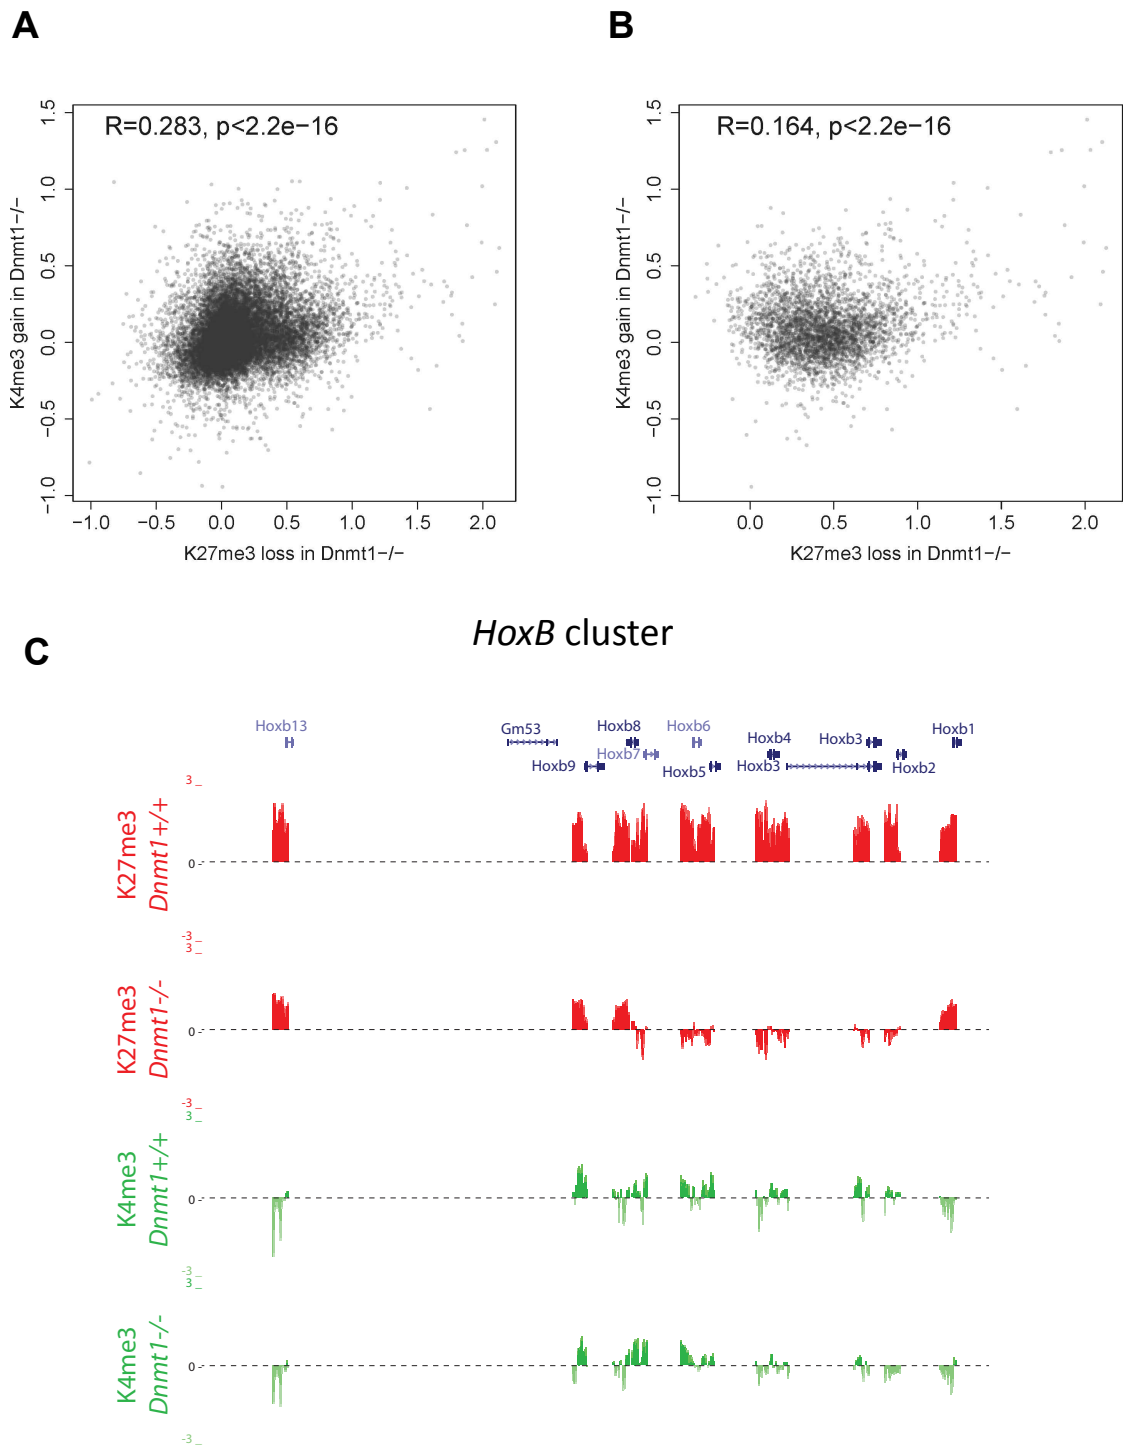 A
B
R=0.283, p<2.2e−16
R=0.164, p<2.2e−16
K4me3 gain in Dnmt1−/−
1.5
1.0
0.5
0.0
−0.5
−1.0
K4me3 gain in Dnmt1−/−
1.5
1.0
0.5
0.0
−0.5
−1.0
−1.0 −0.5 0.0 0.5 1.0 1.5 2.0
0.0 0.5 1.0 1.5 2.0
K27me3 loss in Dnmt1−/−
K27me3 loss in Dnmt1−/−
HoxB cluster
C
Hoxb13
Gm53
Hoxb8
Hoxb6
Hoxb1
Hoxb4
Hoxb3
Hoxb7
Hoxb9
Hoxb5
Hoxb3
Hoxb2
K27me3
Dnmt1+/+
3
0
-3
K27me3
Dnmt1-/-
3
0
-3
K4me3
Dnmt1+/+
3
0
-3
K4me3
Dnmt1-/-
3
0
-3